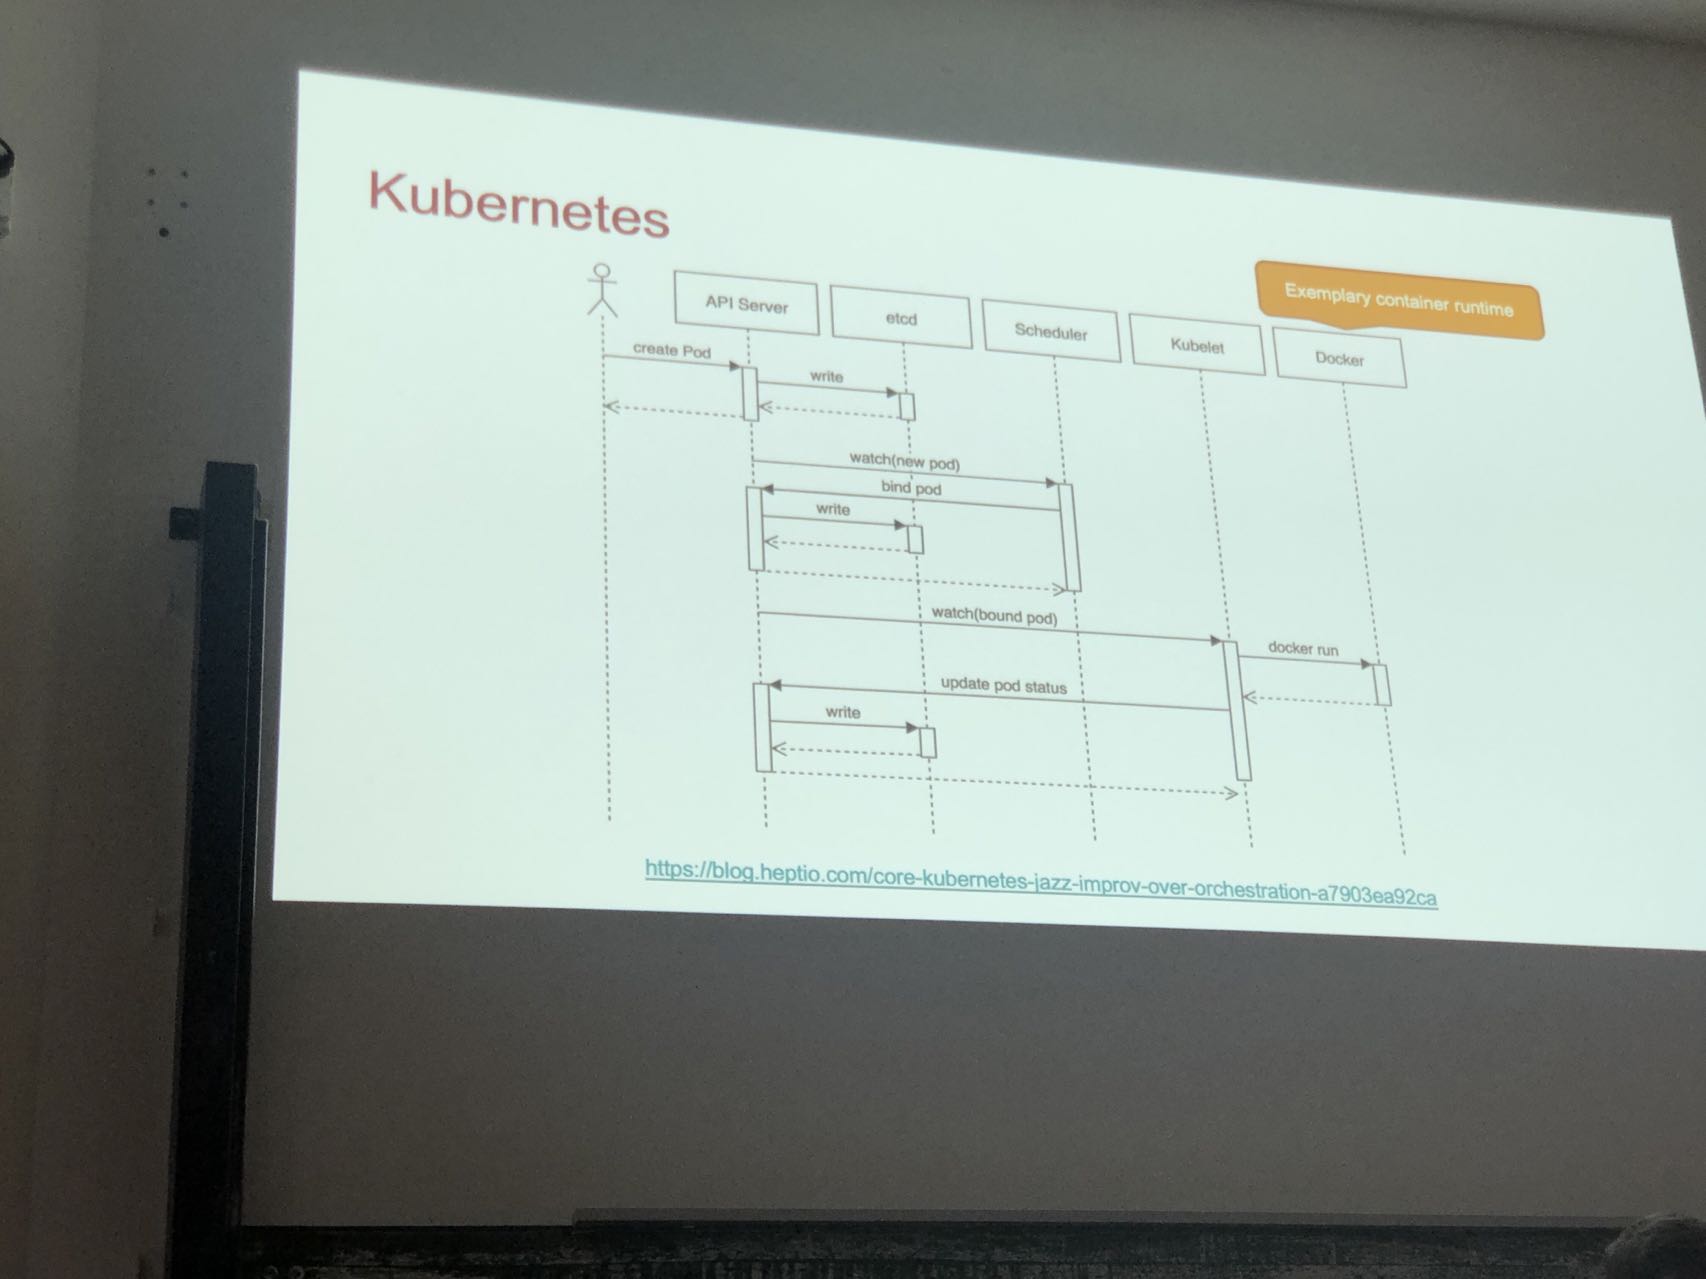 Kubernetes
Exemplary container runtime
API Server
etcd
Scheduler
Kubelet
Docker
create Pod
write
watch(new pod)
bind pod
write
watch(bound pod)
docker run
update pod status
write
https://blog.heptio.com/core-kubernetes-jazz-improv-over-orchestration-a7903ea92ca